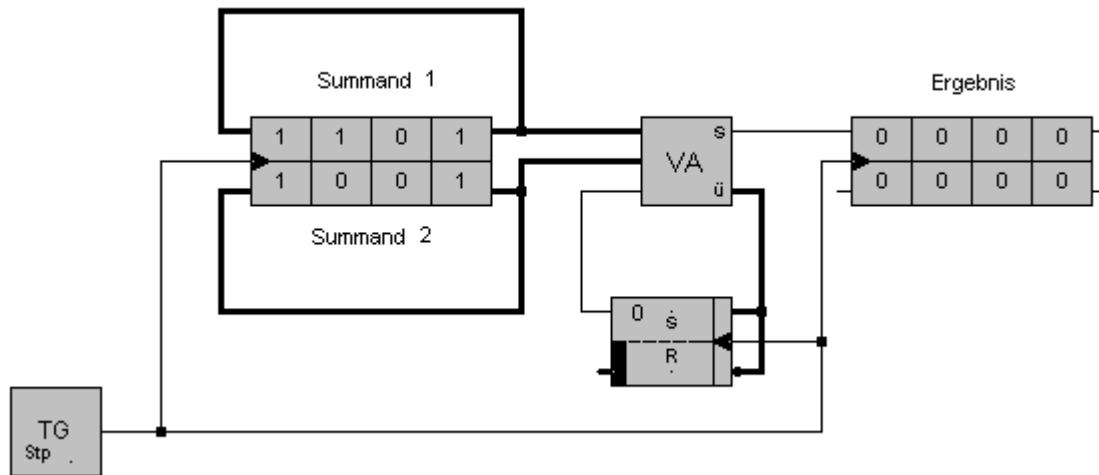 Summand 1
Ergebnis
1 1 0 1
1 0 0 1
VA
s
ü
0 0 0 0
0 0 0 0
Summand 2
0 S
R
TG
Stp .